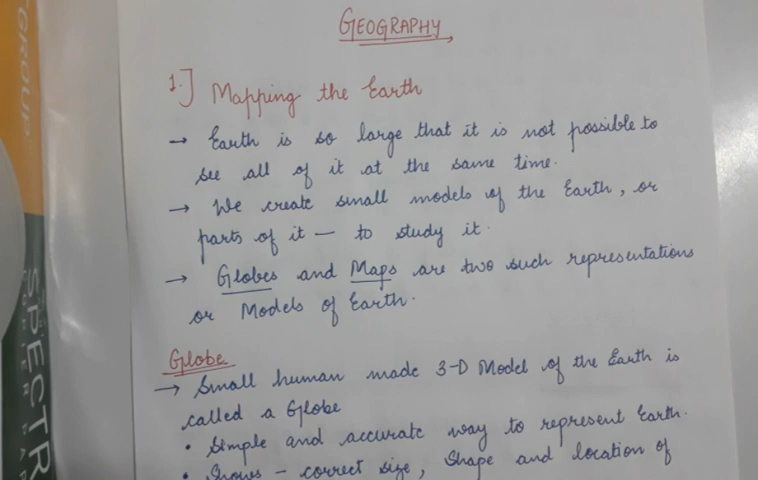 GEOGRAPHY
1.] Mapping the Earth
→ Earth is so large that it is not possible to
see all of it at the same time.
→ We create small models of the Earth, or
parts of it — to study it.
→ Globes and Maps are two such representations
or Models of Earth.
Globe
→ Small human made 3-D Model of the Earth is
called a Globe
• Simple and accurate way to represent Earth.
• Shows - correct size, Shape and location of
GROUP
SPECTR